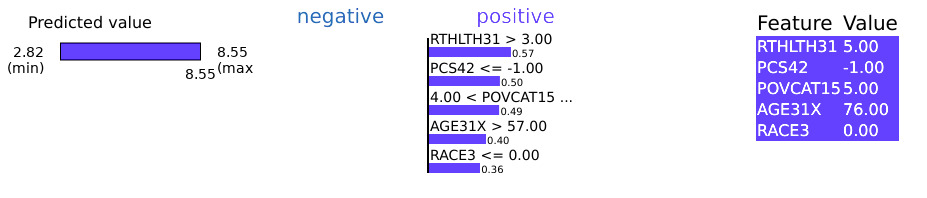 Predicted value
2.82
(min)
8.55
(max
8.55
negative
positive
RTHLTH31 > 3.00
0.57
PCS42 <= -1.00
0.50
4.00 < POVCAT15 ...
0.49
AGE31X > 57.00
0.40
RACE3 <= 0.00
0.36
Feature Value
RTHLTH31 5.00
PCS42 -1.00
POVCAT15 5.00
AGE31X 76.00
RACE3 0.00